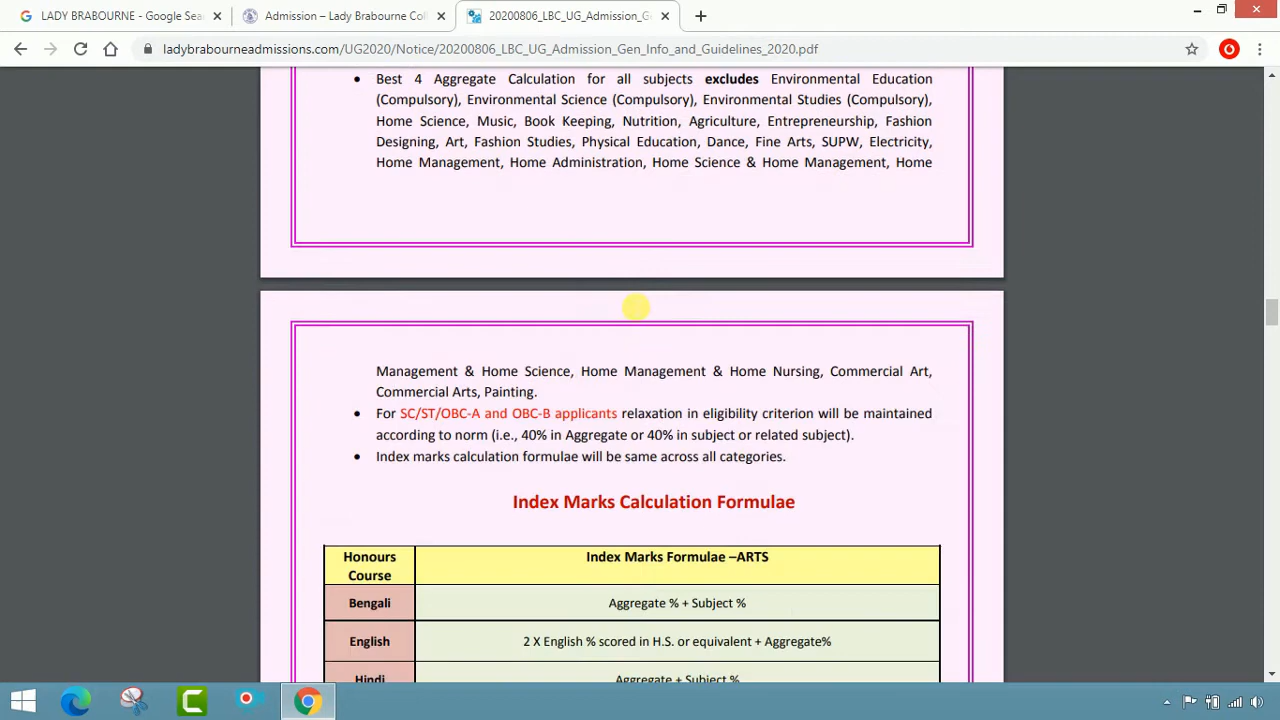 LADY BRABOURNE - Google Sea
Admission – Lady Brabourne Coll
20200806_LBC_UG_Admission_Ge
ladybrabourneadmissions.com/UG2020/Notice/20200806_LBC_UG_Admission_Gen_Info_and_Guidelines_2020.pdf
• Best 4 Aggregate Calculation for all subjects excludes Environmental Education
(Compulsory), Environmental Science (Compulsory), Environmental Studies (Compulsory),
Home Science, Music, Book Keeping, Nutrition, Agriculture, Entrepreneurship, Fashion
Designing, Art, Fashion Studies, Physical Education, Dance, Fine Arts, SUPW, Electricity,
Home Management, Home Administration, Home Science & Home Management, Home
Management & Home Science, Home Management & Home Nursing, Commercial Art,
Commercial Arts, Painting.
• For SC/ST/OBC-A and OBC-B applicants relaxation in eligibility criterion will be maintained
according to norm (i.e., 40% in Aggregate or 40% in subject or related subject).
• Index marks calculation formulae will be same across all categories.
Index Marks Calculation Formulae
Honours
Course
Index Marks Formulae –ARTS
Bengali
Aggregate % + Subject %
English
2 X English % scored in H.S. or equivalent + Aggregate%
Hindi
Aggregate + Subject %